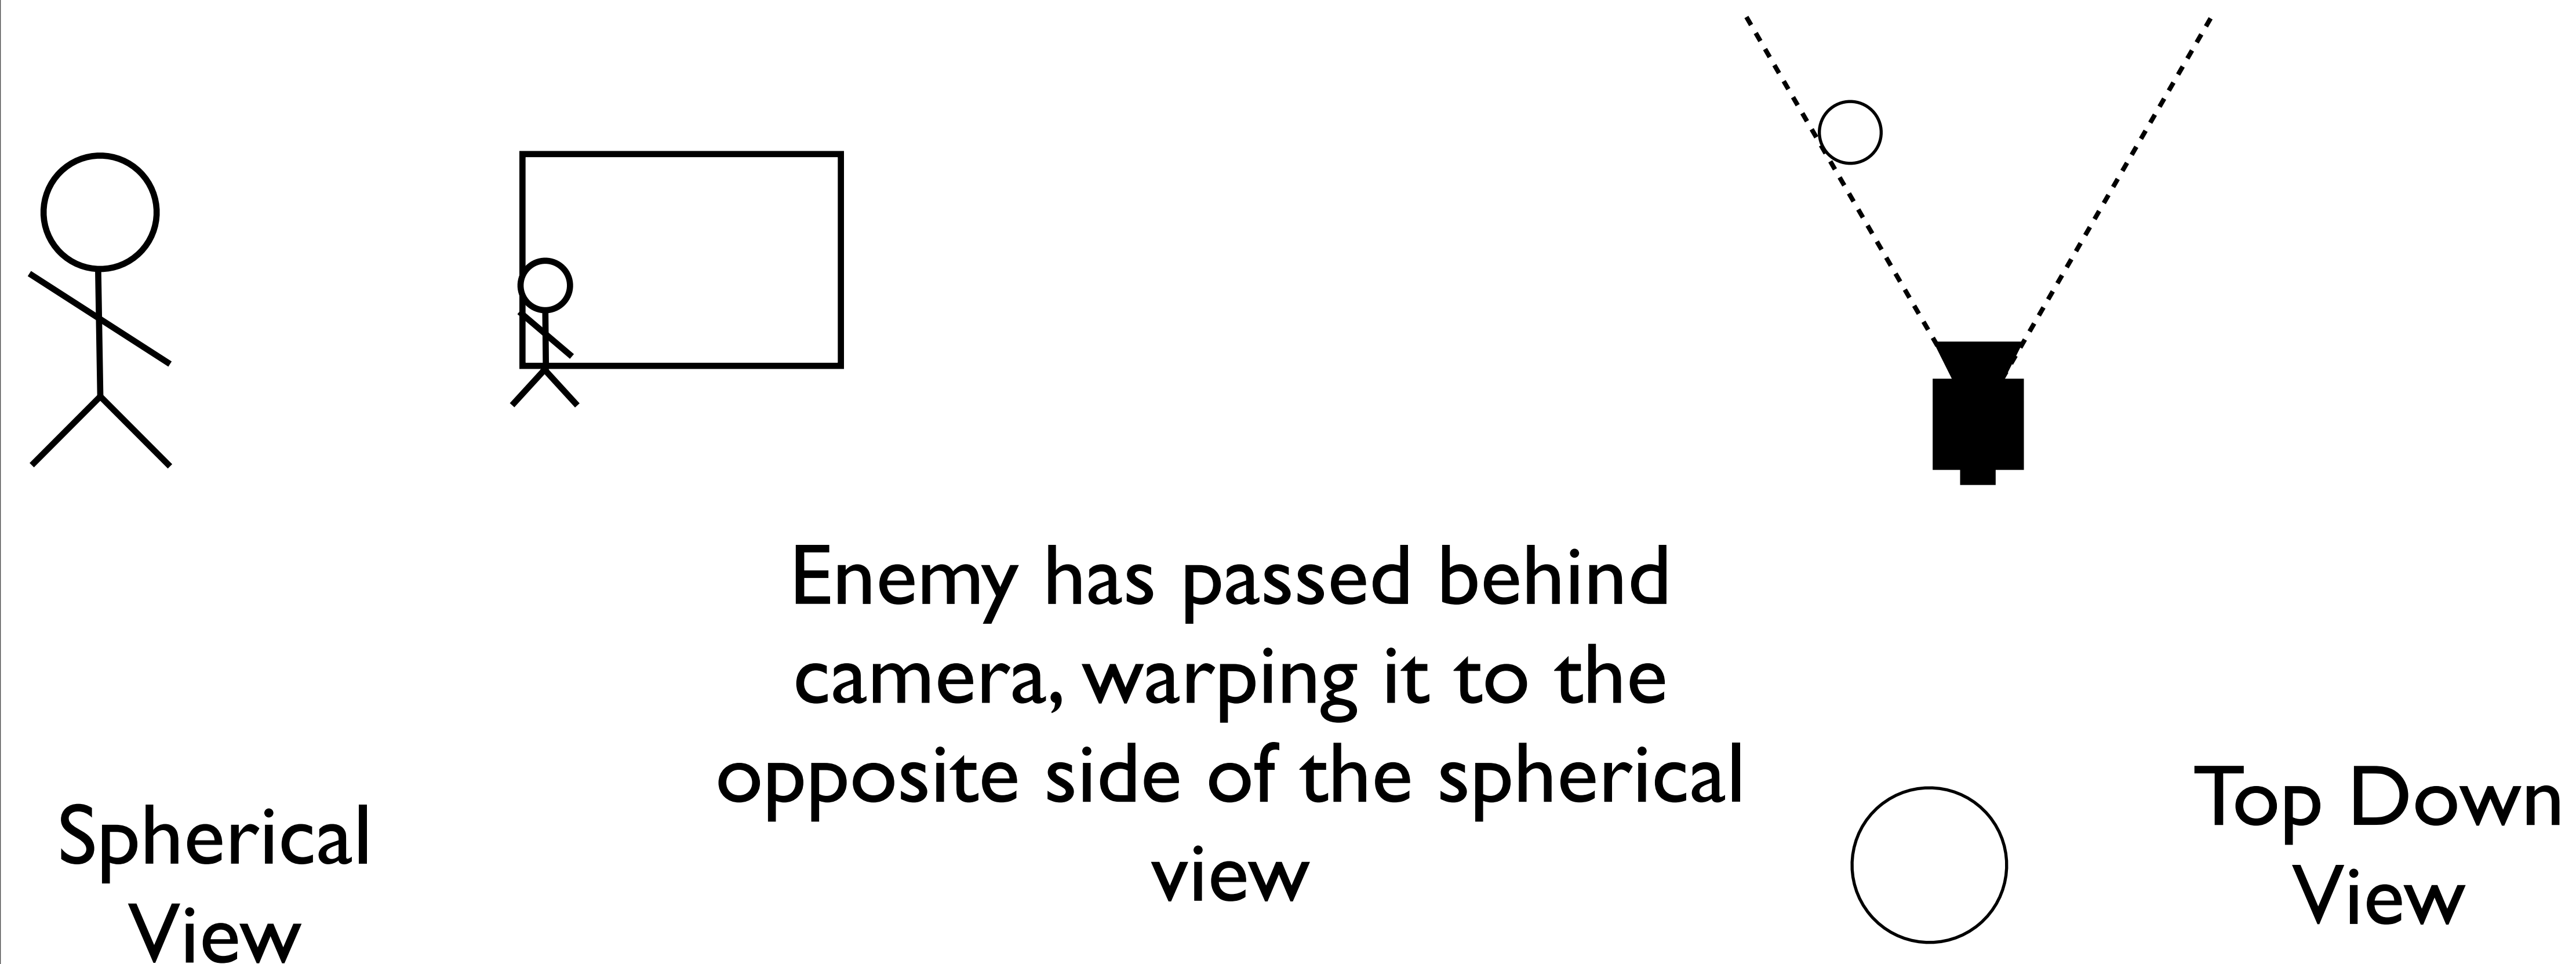 Enemy has passed behind
camera, warping it to the
opposite side of the spherical
view
Spherical
View
Top Down
View